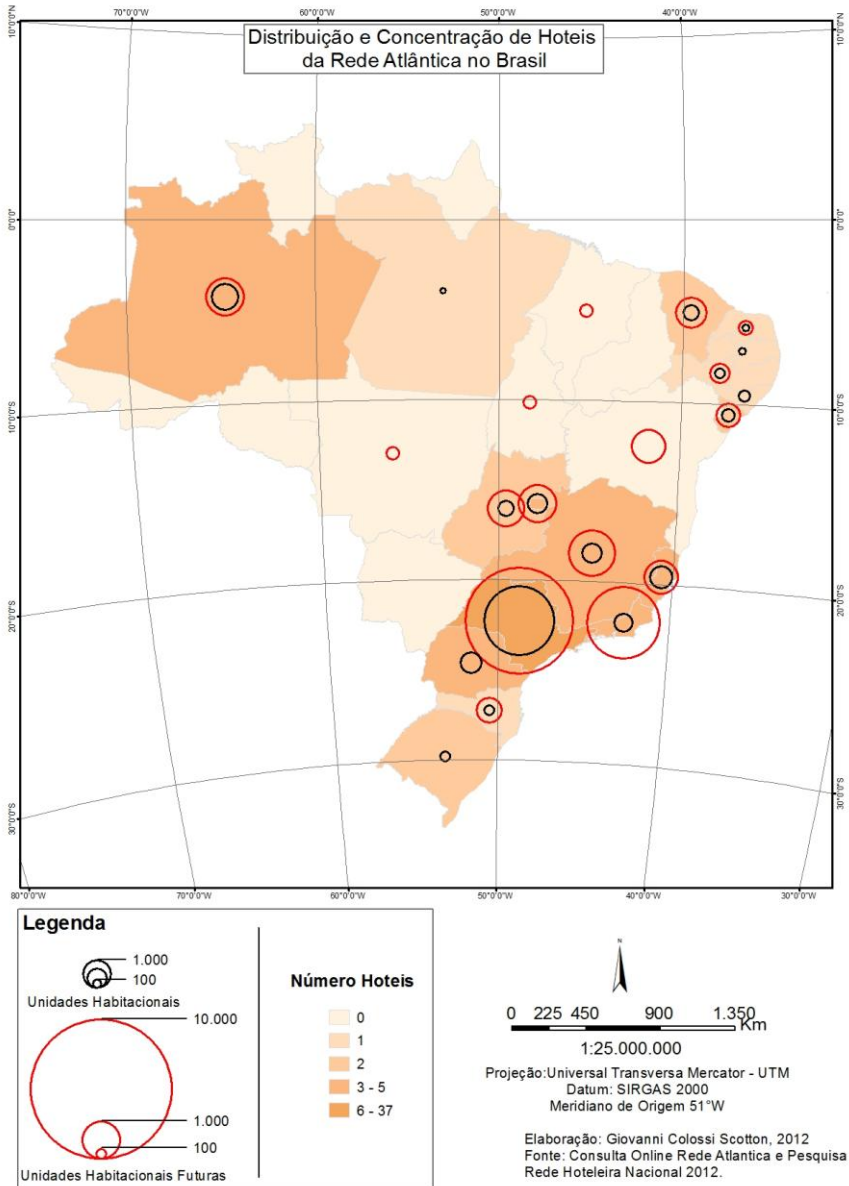 Distribuição e Concentração de Hoteis
da Rede Atlântica no Brasil
70°0'0"W 60°0'0"W 50°0'0"W 40°0'0"W
10°0'0"N 10°0'0"N
0°0'0" 0°0'0"
10°0'0"S 10°0'0"S
20°0'0"S 20°0'0"S
30°0'0"S 30°0'0"S
80°0'0"W 70°0'0"W 60°0'0"W 50°0'0"W 40°0'0"W 30°0'0"W
Legenda
1.000
100
Unidades Habitacionais
10.000
1.000
100
Unidades Habitacionais Futuras
Número Hoteis
0
1
2
3 - 5
6 - 37
N
0 225 450 900 1.350
Km
1:25.000.000
Projeção:Universal Transversa Mercator - UTM
Datum: SIRGAS 2000
Meridiano de Origem 51°W
Elaboração: Giovanni Colossi Scotton, 2012
Fonte: Consulta Online Rede Atlantica e Pesquisa
Rede Hoteleira Nacional 2012.